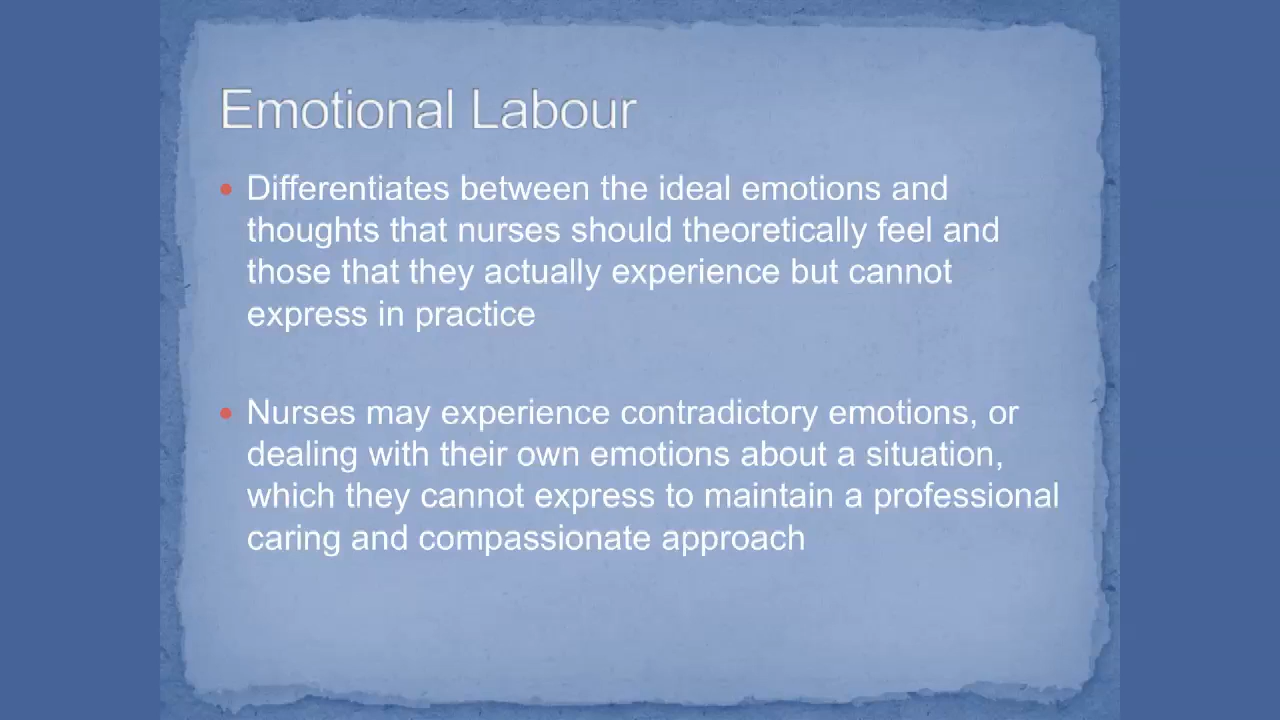 Emotional Labour
• Differentiates between the ideal emotions and
thoughts that nurses should theoretically feel and
those that they actually experience but cannot
express in practice
• Nurses may experience contradictory emotions, or
dealing with their own emotions about a situation,
which they cannot express to maintain a professional
caring and compassionate approach